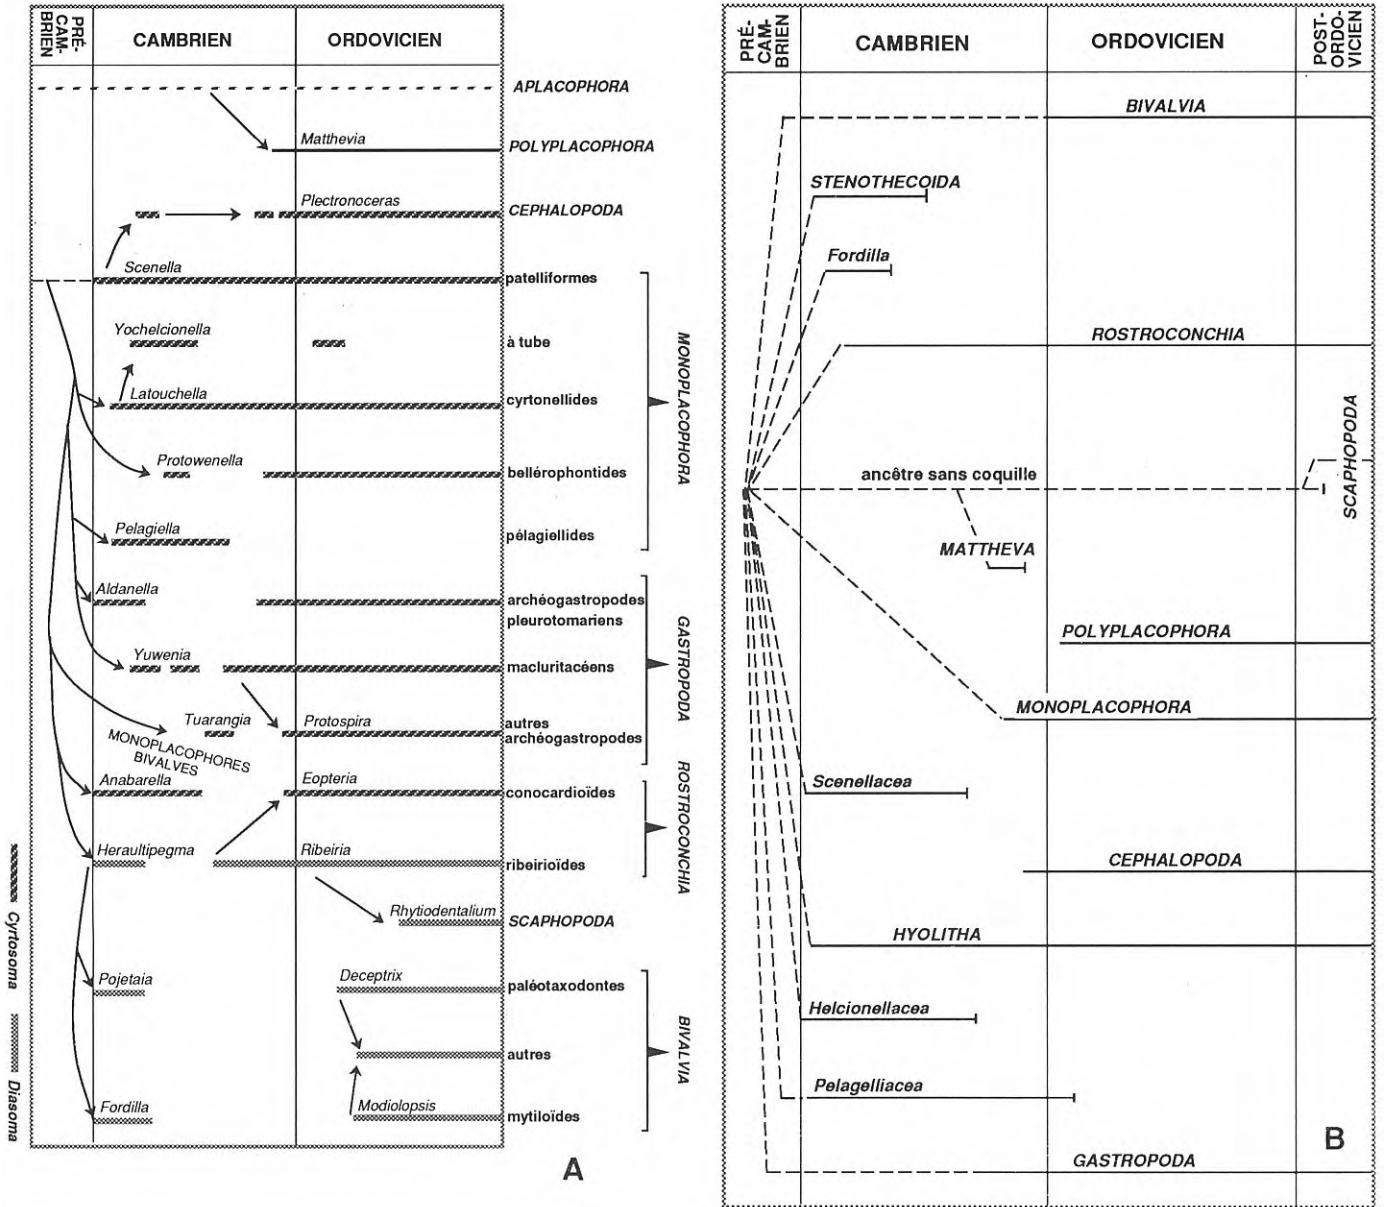 PRÉ-
CAM-
BRIEN
CAMBRIEN
ORDOVICIEN
APLACOPHORA
Matthevia
POLYPLACOPHORA
Plectronoceras
CEPHALOPODA
Scenella
patelliformes
Yochelcionella
à tube
Latouchella
cyrtonellides
Protowenella
bellérophontides
Pelagiella
pélagiellides
MONOPLACOPHORA
Aldanella
archéogastropodes
pleurotomariens
Yuwenia
macluritacéens
Tuarangia
Protospira
autres
archéogastropodes
GASTROPODA
MONOPLACOPHORES
BIVALVES
Anabarella
Eopteria
conocardioïdes
Heraultipegma
Ribeiria
ribeirioïdes
ROSTROCONCHIA
Rhytiodentalium
SCAPHOPODA
Pojetaia
Deceptrix
paléotaxodontes
autres
Fordilla
Modiolopsis
mytiloïdes
BIVALVIA
Cyrtosoma
Diasoma
A
PRÉ-
CAM-
BRIEN
CAMBRIEN
ORDOVICIEN
POST-
ORDO-
VICIEN
BIVALVIA
STENOTHECOIDA
Fordilla
ROSTROCONCHIA
ancêtre sans coquille
SCAPHOPODA
MATTHEVA
POLYPLACOPHORA
MONOPLACOPHORA
Scenellacea
CEPHALOPODA
HYOLITHA
Helcionellacea
Pelagelliacea
GASTROPODA
B